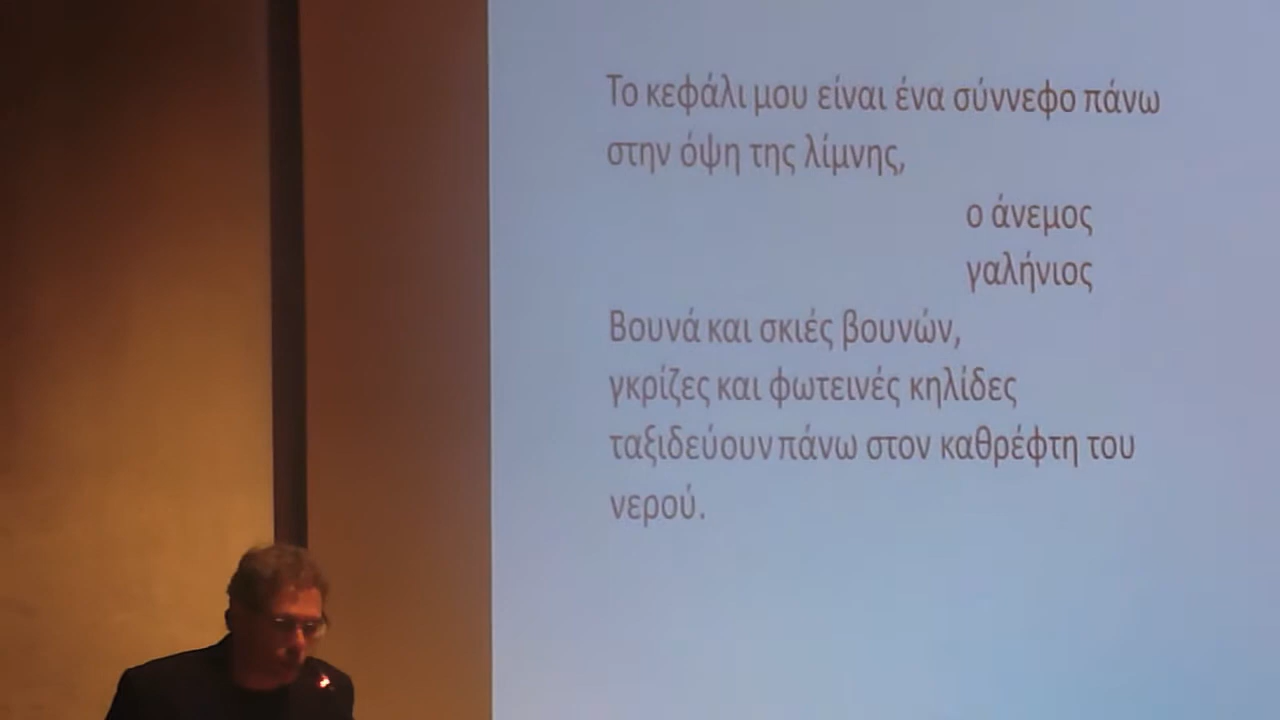 Το κεφάλι μου είναι ένα σύννεφο πάνω
στην όψη της λίμνης,
ο άνεμος
γαλήνιος
Βουνά και σκιές βουνών,
γκρίζες και φωτεινές κηλίδες
ταξιδεύουν πάνω στον καθρέφτη του
νερού.